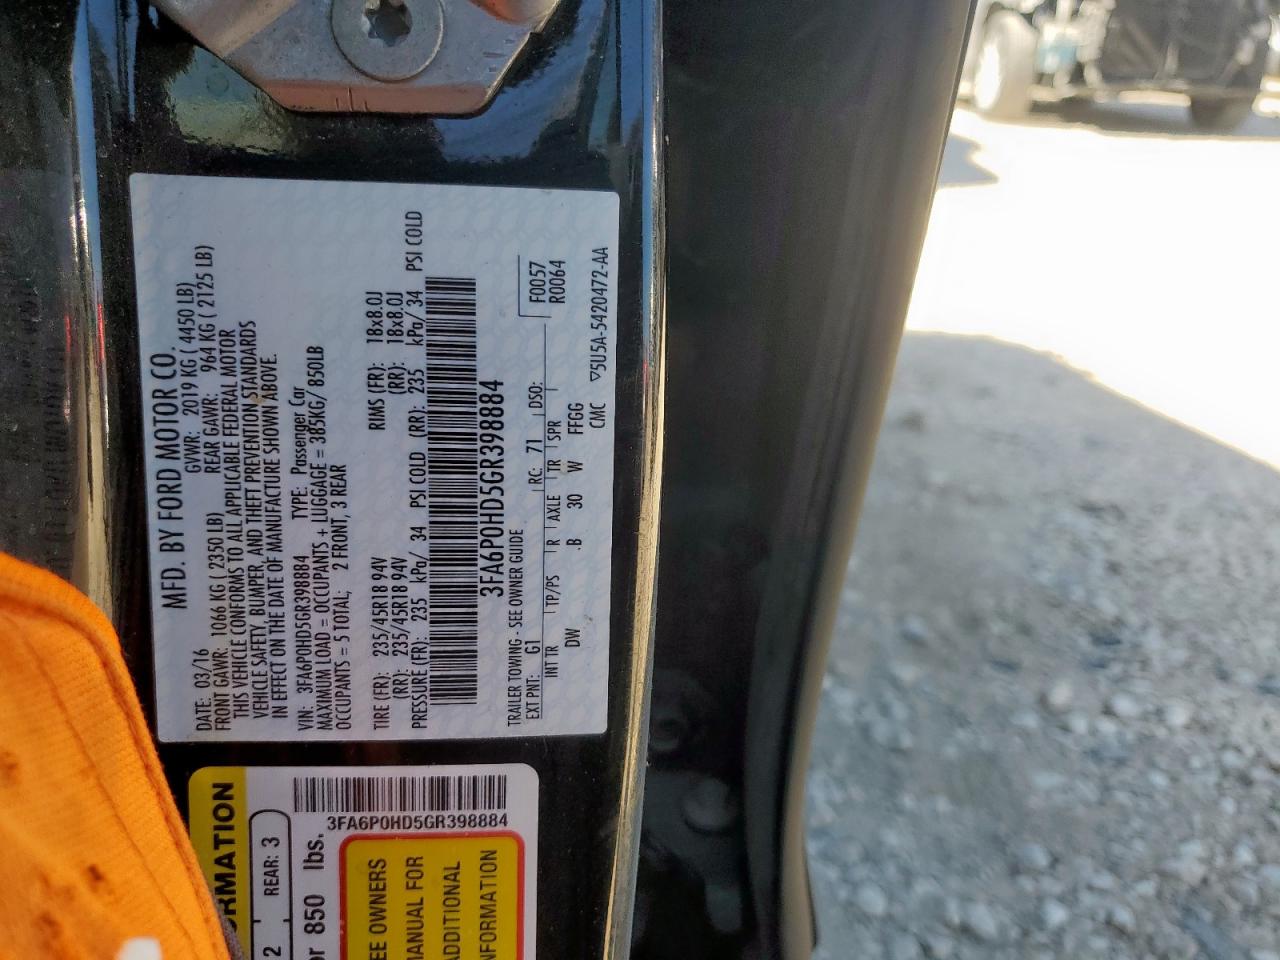 MFD. BY FORD MOTOR CO.
DATE: 03/16 GVWR: 2019 KG ( 4450 LB)
FRONT GAWR: 1066 KG ( 2350 LB) REAR GAWR: 964 KG ( 2125 LB)
THIS VEHICLE CONFORMS TO ALL APPLICABLE FEDERAL MOTOR
VEHICLE SAFETY, BUMPER, AND THEFT PREVENTION STANDARDS
IN EFFECT ON THE DATE OF MANUFACTURE SHOWN ABOVE.
VIN: 3FA6P0HD5GR398884 TYPE: Passenger Car
MAXIMUM LOAD = OCCUPANTS + LUGGAGE = 385KG/ 850LB
OCCUPANTS = 5 TOTAL; 2 FRONT, 3 REAR
TIRE (FR): 235/45R18 94V RIMS (FR): 18x8.0J
(RR): 235/45R18 94V (RR): 18x8.0J
PRESSURE (FR): 235 kPa/ 34 PSI COLD (RR): 235 kPa/ 34 PSI COLD
3FA6P0HD5GR398884
TRAILER TOWING - SEE OWNER GUIDE F0057
EXT PNT: G1 RC: 71 DSO: R0064
INT TR TP/PS R AXLE TR SPR
DW .B 30 W FFGG
CMC ▽5U5A-5420472-AA
RMATION
2 REAR: 3
or 850 lbs.
3FA6P0HD5GR398884
EE OWNERS
MANUAL FOR
ADDITIONAL
NFORMATION